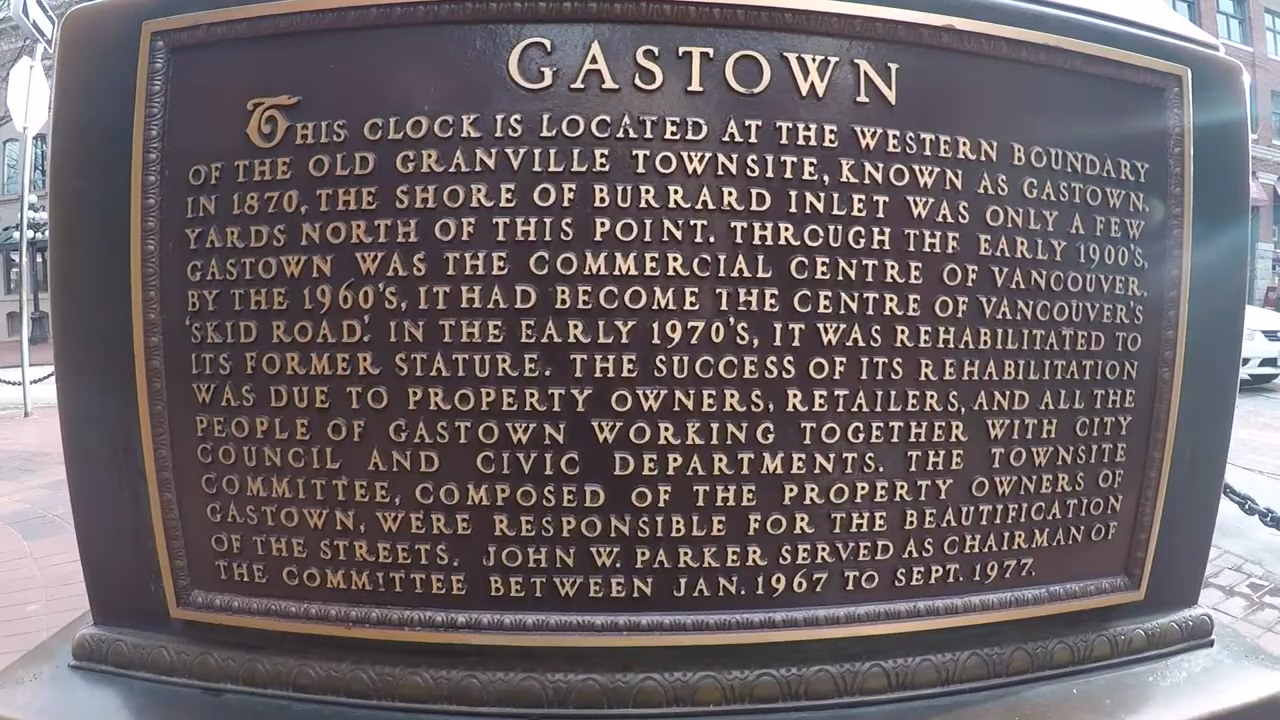 GASTOWN
THIS CLOCK IS LOCATED AT THE WESTERN BOUNDARY
OF THE OLD GRANVILLE TOWNSITE, KNOWN AS GASTOWN.
IN 1870, THE SHORE OF BURRARD INLET WAS ONLY A FEW
YARDS NORTH OF THIS POINT. THROUGH THE EARLY 1900'S,
GASTOWN WAS THE COMMERCIAL CENTRE OF VANCOUVER.
BY THE 1960'S, IT HAD BECOME THE CENTRE OF VANCOUVER'S
'SKID ROAD'. IN THE EARLY 1970'S, IT WAS REHABILITATED TO
ITS FORMER STATURE. THE SUCCESS OF ITS REHABILITATION
WAS DUE TO PROPERTY OWNERS, RETAILERS, AND ALL THE
PEOPLE OF GASTOWN WORKING TOGETHER WITH CITY
COUNCIL AND CIVIC DEPARTMENTS. THE TOWNSITE
COMMITTEE, COMPOSED OF THE PROPERTY OWNERS OF
GASTOWN, WERE RESPONSIBLE FOR THE BEAUTIFICATION
OF THE STREETS. JOHN W. PARKER SERVED AS CHAIRMAN OF
THE COMMITTEE BETWEEN JAN. 1967 TO SEPT. 1977.